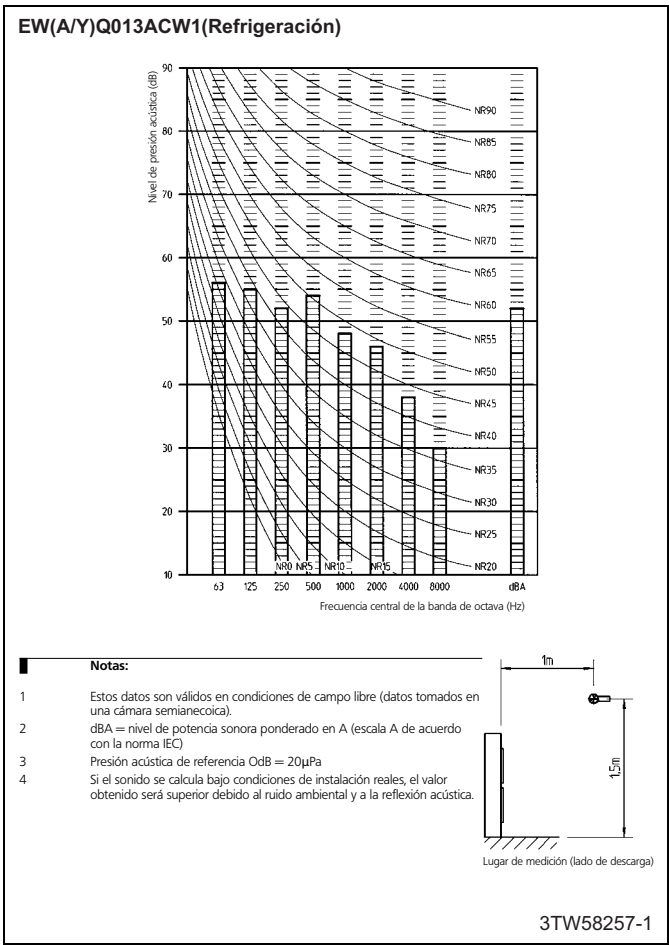 EW(A/Y)Q013ACW1(Refrigeración)
Nivel de presión acústica (dB)
90
80
70
60
50
40
30
20
10
NR90
NR85
NR80
NR75
NR70
NR65
NR60
NR55
NR50
NR45
NR40
NR35
NR30
NR25
NR20
NR0 NR5 NR10 NR15
63 125 250 500 1000 2000 4000 8000 dBA
Frecuencia central de la banda de octava (Hz)
Notas:
1 Estos datos son válidos en condiciones de campo libre (datos tomados en
una cámara semianecoica).
2 dBA = nivel de potencia sonora ponderado en A (escala A de acuerdo
con la norma IEC)
3 Presión acústica de referencia OdB = 20µPa
4 Si el sonido se calcula bajo condiciones de instalación reales, el valor
obtenido será superior debido al ruido ambiental y a la reflexión acústica.
1m
1,5m
Lugar de medición (lado de descarga)
3TW58257-1